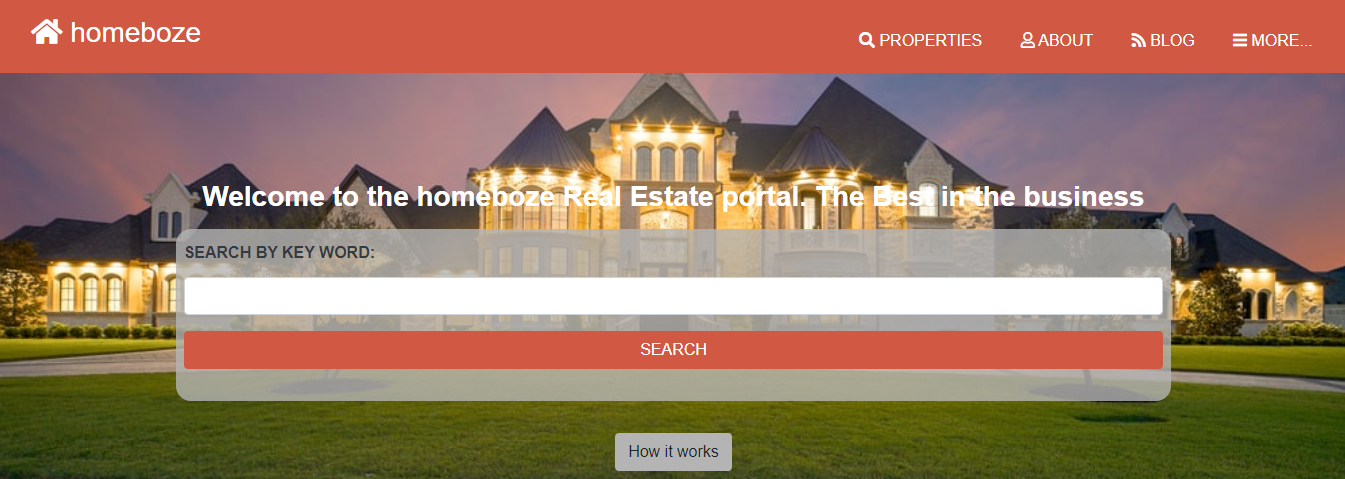 homeboze
PROPERTIES ABOUT BLOG MORE...
Welcome to the homeboze Real Estate portal. The Best in the business
SEARCH BY KEY WORD:
SEARCH
How it works